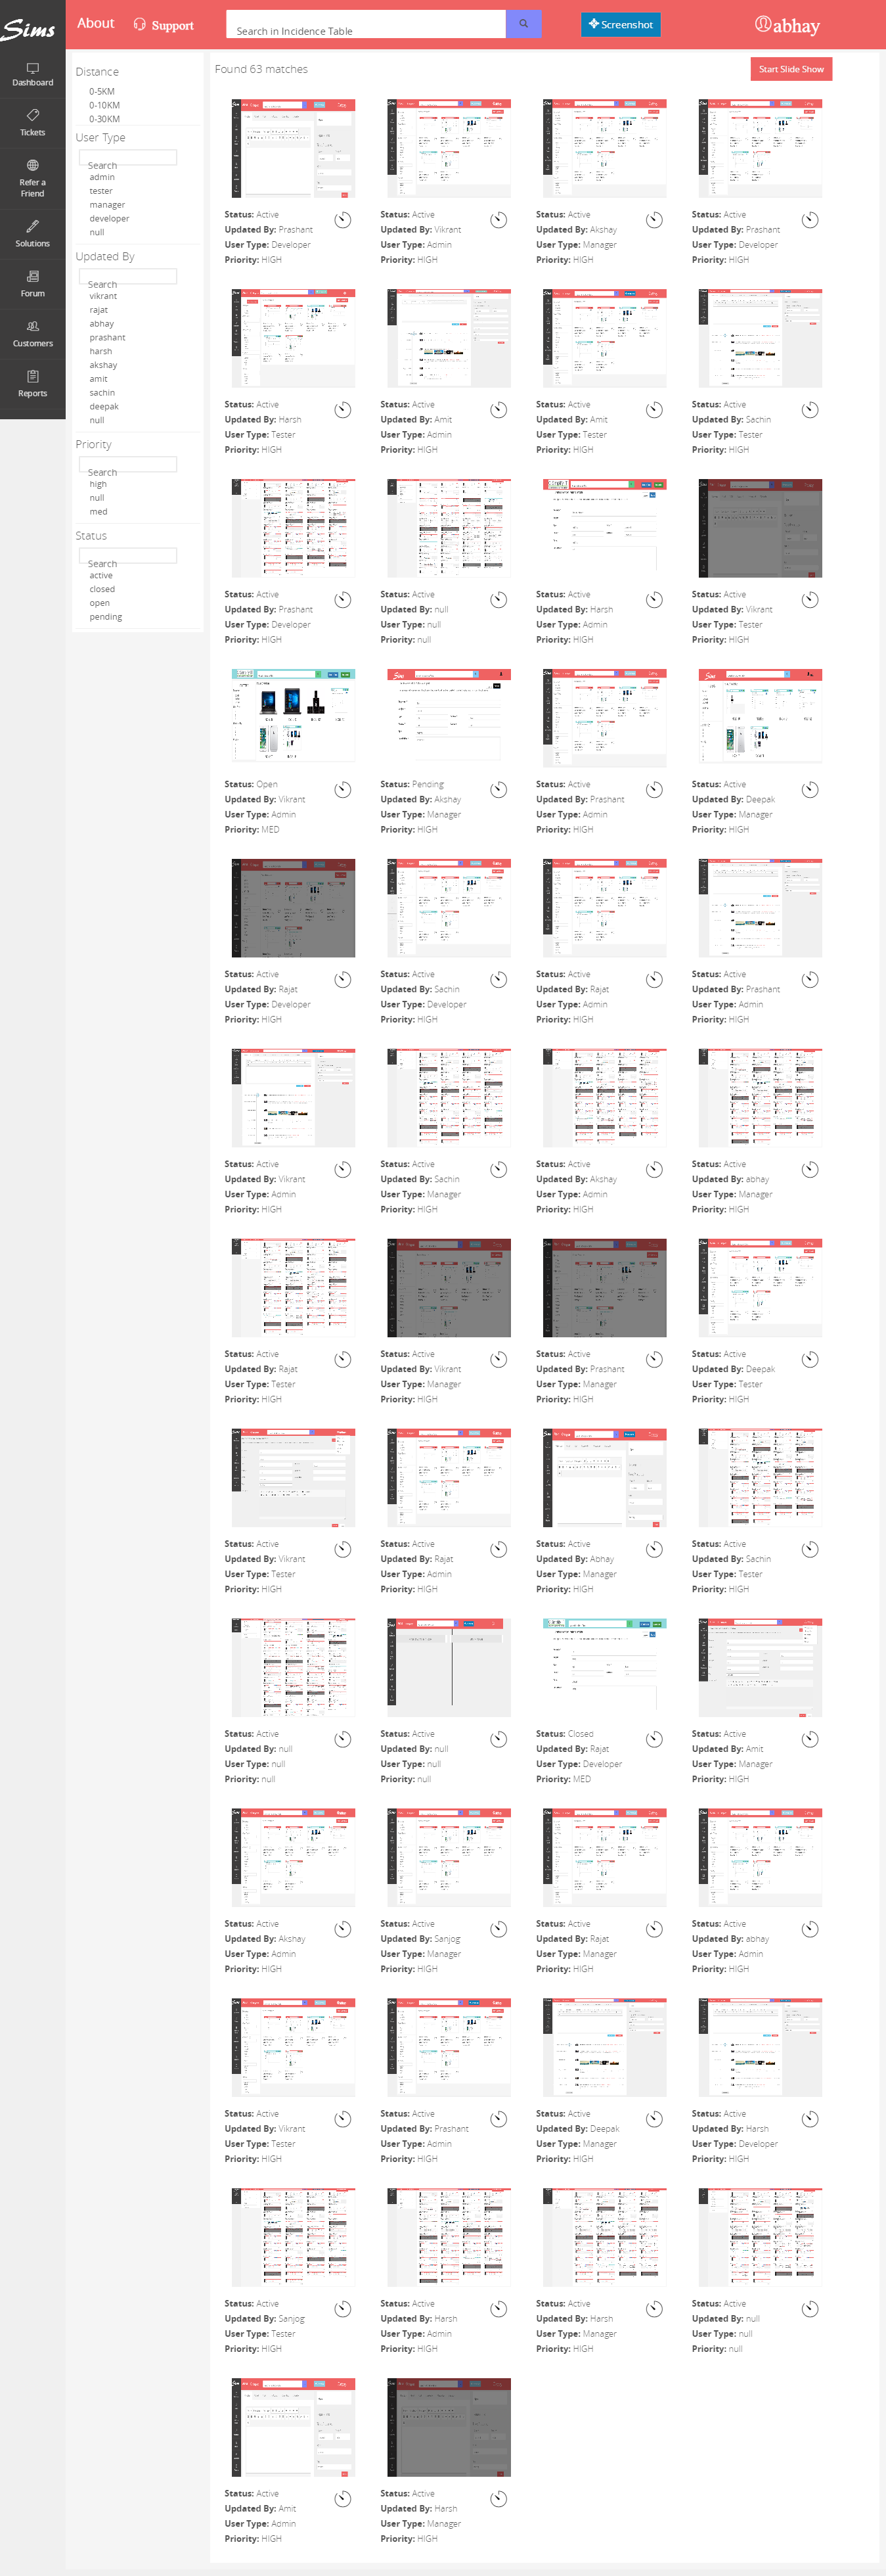 Sims
About
Support
Search in Incidence Table
Screenshot
abhay
Dashboard
Tickets
Refer a
Friend
Solutions
Forum
Customers
Reports
Distance
0-5KM
0-10KM
0-30KM
User Type
Search
admin
tester
manager
developer
null
Updated By
Search
vikrant
rajat
abhay
prashant
harsh
akshay
amit
sachin
deepak
null
Priority
Search
high
null
med
Status
Search
active
closed
open
pending
Found 63 matches
Start Slide Show
Status: Active Status: Active Status: Active Status: Active
Updated By: Prashant Updated By: Vikrant Updated By: Akshay Updated By: Prashant
User Type: Developer User Type: Admin User Type: Manager User Type: Developer
Priority: HIGH Priority: HIGH Priority: HIGH Priority: HIGH
Status: Active Status: Active Status: Active Status: Active
Updated By: Harsh Updated By: Amit Updated By: Amit Updated By: Sachin
User Type: Tester User Type: Admin User Type: Tester User Type: Tester
Priority: HIGH Priority: HIGH Priority: HIGH Priority: HIGH
Status: Active Status: Active Status: Active Status: Active
Updated By: Prashant Updated By: null Updated By: Harsh Updated By: Vikrant
User Type: Developer User Type: null User Type: Admin User Type: Tester
Priority: HIGH Priority: null Priority: HIGH Priority: HIGH
Status: Open Status: Pending Status: Active Status: Active
Updated By: Vikrant Updated By: Akshay Updated By: Prashant Updated By: Deepak
User Type: Admin User Type: Manager User Type: Admin User Type: Manager
Priority: MED Priority: HIGH Priority: HIGH Priority: HIGH
Status: Active Status: Active Status: Active Status: Active
Updated By: Rajat Updated By: Sachin Updated By: Rajat Updated By: Prashant
User Type: Developer User Type: Developer User Type: Admin User Type: Admin
Priority: HIGH Priority: HIGH Priority: HIGH Priority: HIGH
Status: Active Status: Active Status: Active Status: Active
Updated By: Vikrant Updated By: Sachin Updated By: Akshay Updated By: abhay
User Type: Admin User Type: Manager User Type: Admin User Type: Manager
Priority: HIGH Priority: HIGH Priority: HIGH Priority: HIGH
Status: Active Status: Active Status: Active Status: Active
Updated By: Rajat Updated By: Vikrant Updated By: Prashant Updated By: Deepak
User Type: Tester User Type: Manager User Type: Manager User Type: Tester
Priority: HIGH Priority: HIGH Priority: HIGH Priority: HIGH
Status: Active Status: Active Status: Active Status: Active
Updated By: Vikrant Updated By: Rajat Updated By: Abhay Updated By: Sachin
User Type: Tester User Type: Admin User Type: Manager User Type: Tester
Priority: HIGH Priority: HIGH Priority: HIGH Priority: HIGH
Status: Active Status: Active Status: Closed Status: Active
Updated By: null Updated By: null Updated By: Rajat Updated By: Amit
User Type: null User Type: null User Type: Developer User Type: Manager
Priority: null Priority: null Priority: MED Priority: HIGH
Status: Active Status: Active Status: Active Status: Active
Updated By: Akshay Updated By: Sanjog Updated By: Rajat Updated By: abhay
User Type: Admin User Type: Manager User Type: Manager User Type: Admin
Priority: HIGH Priority: HIGH Priority: HIGH Priority: HIGH
Status: Active Status: Active Status: Active Status: Active
Updated By: Vikrant Updated By: Prashant Updated By: Deepak Updated By: Harsh
User Type: Tester User Type: Admin User Type: Manager User Type: Developer
Priority: HIGH Priority: HIGH Priority: HIGH Priority: HIGH
Status: Active Status: Active Status: Active Status: Active
Updated By: Sanjog Updated By: Harsh Updated By: Harsh Updated By: null
User Type: Tester User Type: Admin User Type: Manager User Type: null
Priority: HIGH Priority: HIGH Priority: HIGH Priority: null
Status: Active Status: Active
Updated By: Amit Updated By: Harsh
User Type: Admin User Type: Manager
Priority: HIGH Priority: HIGH